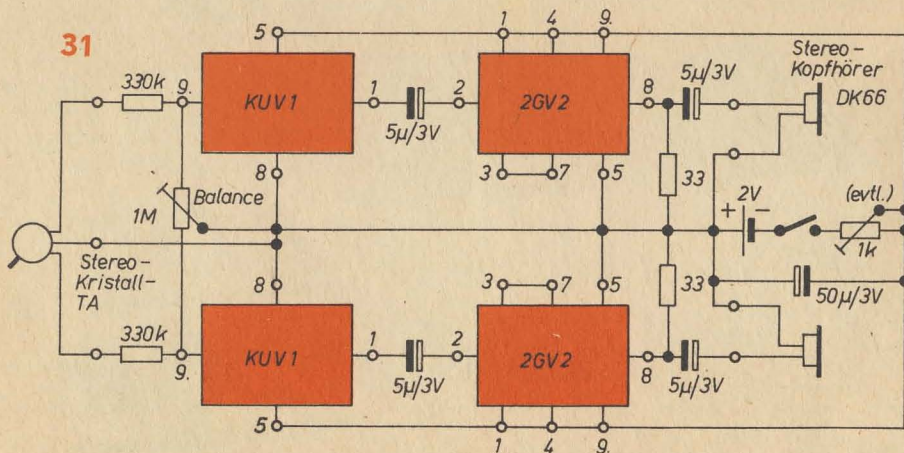 31
5
1 4 9.
330k
9.
KUV1
1
5µ/3V
2
2GV2
8
5µ/3V
Stereo-
Kopfhörer
DK66
8
3 7
5
33
1M
Balance
+ 2V −
(evtl.)
1k
Stereo-
Kristall-
TA
8
3 7
5
33
50µ/3V
330k
9.
KUV1
1
5µ/3V
2
2GV2
8
5µ/3V
5
1 4 9.